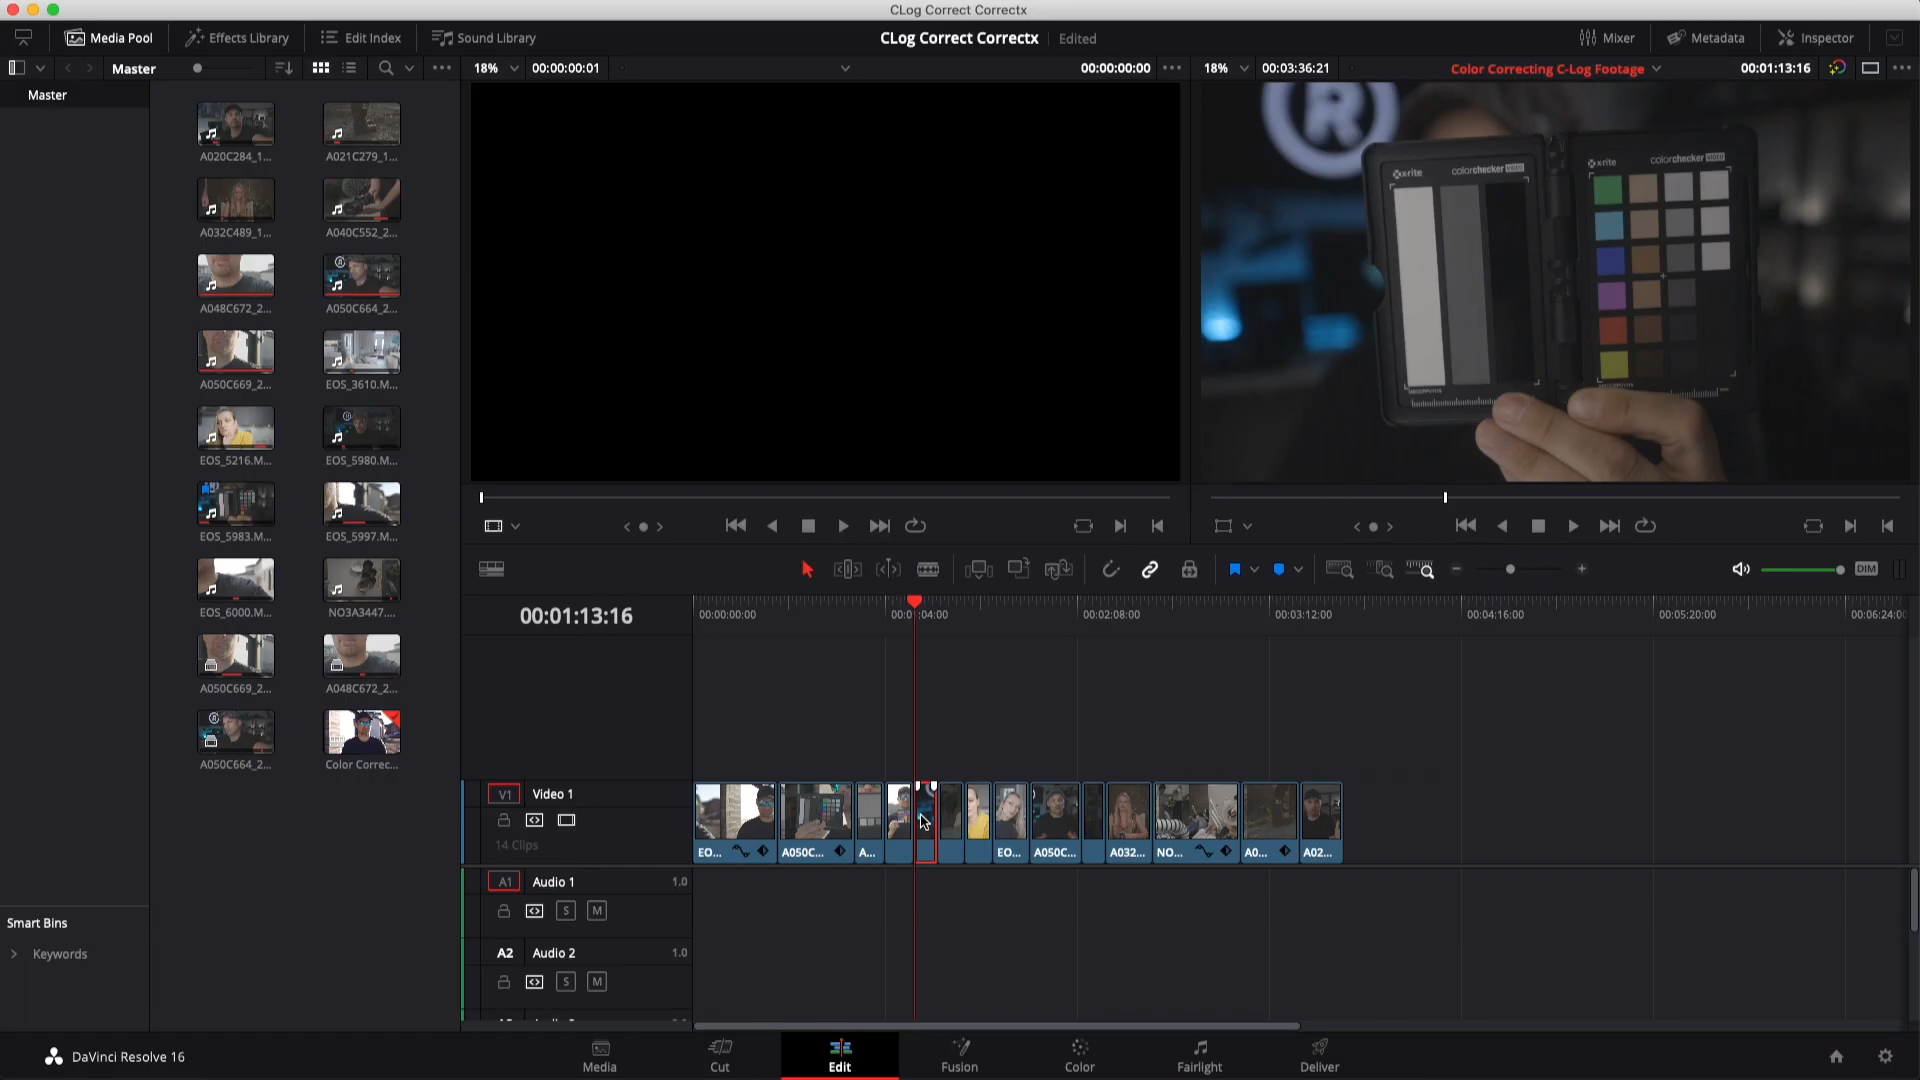 CLog Correct Correctx
Media Pool
Effects Library
Edit Index
Sound Library
CLog Correct Correctx
Edited
Mixer
Metadata
Inspector
Master
18%
00:00:00:01
00:00:00:00
18%
00:03:36:21
Color Correcting C-Log Footage
00:01:13:16
Master
A020C284_1...
A021C279_1...
A032C489_1...
A040C552_2...
A048C672_2...
A050C664_2...
A050C669_2...
EOS_3610.M...
EOS_5216.M...
EOS_5980.M...
EOS_5983.M...
EOS_5997.M...
EOS_6000.M...
NO3A3447....
A050C669_2...
A048C672_2...
A050C664_2...
Color Correc...
R
x-rite
colorchecker VIDEO
x-rite
colorchecker VIDEO
DIM
00:01:13:16
00:00:00:00
00:01:04:00
00:02:08:00
00:03:12:00
00:04:16:00
00:05:20:00
00:06:24:00
V1
Video 1
14 Clips
EO...
A050C...
A...
EO...
A050C...
A032...
NO...
A0...
A02...
A1
Audio 1
1.0
S
M
A2
Audio 2
1.0
S
M
Smart Bins
Keywords
DaVinci Resolve 16
Media
Cut
Edit
Fusion
Color
Fairlight
Deliver